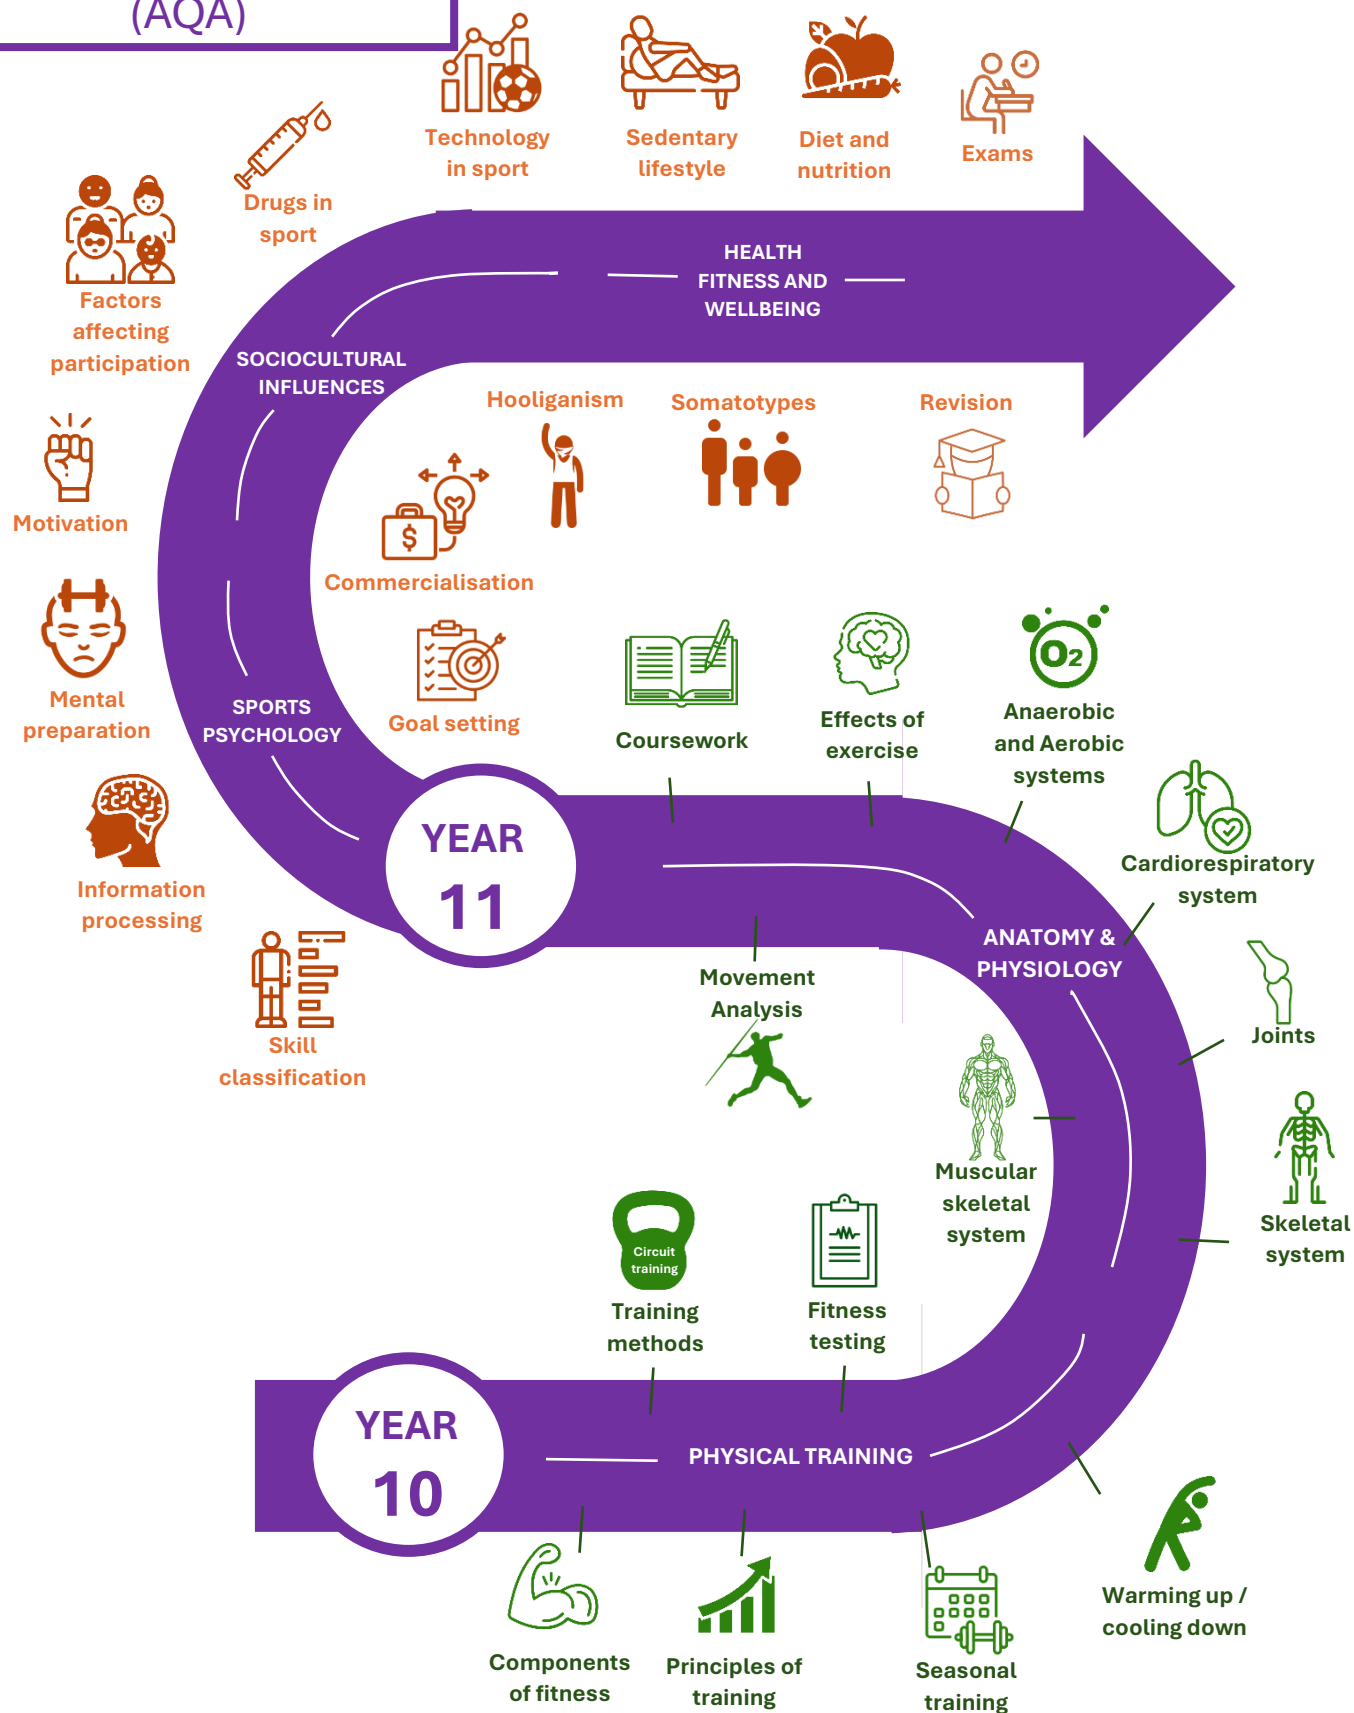 (AQA)
Technology
in sport
Sedentary
lifestyle
Diet and
nutrition
Exams
Drugs in
sport
Factors
affecting
participation
HEALTH
FITNESS AND
WELLBEING
SOCIOCULTURAL
INFLUENCES
Hooliganism
Somatotypes
Revision
Motivation
$
Commercialisation
Mental
preparation
SPORTS
PSYCHOLOGY
Goal setting
Coursework
Effects of
exercise
O2
Anaerobic
and Aerobic
systems
Information
processing
YEAR
11
Cardiorespiratory
system
ANATOMY &
PHYSIOLOGY
Movement
Analysis
Joints
Skill
classification
Muscular
skeletal
system
Skeletal
system
Circuit
training
Training
methods
Fitness
testing
YEAR
10
PHYSICAL TRAINING
Components
of fitness
Principles of
training
Seasonal
training
Warming up /
cooling down